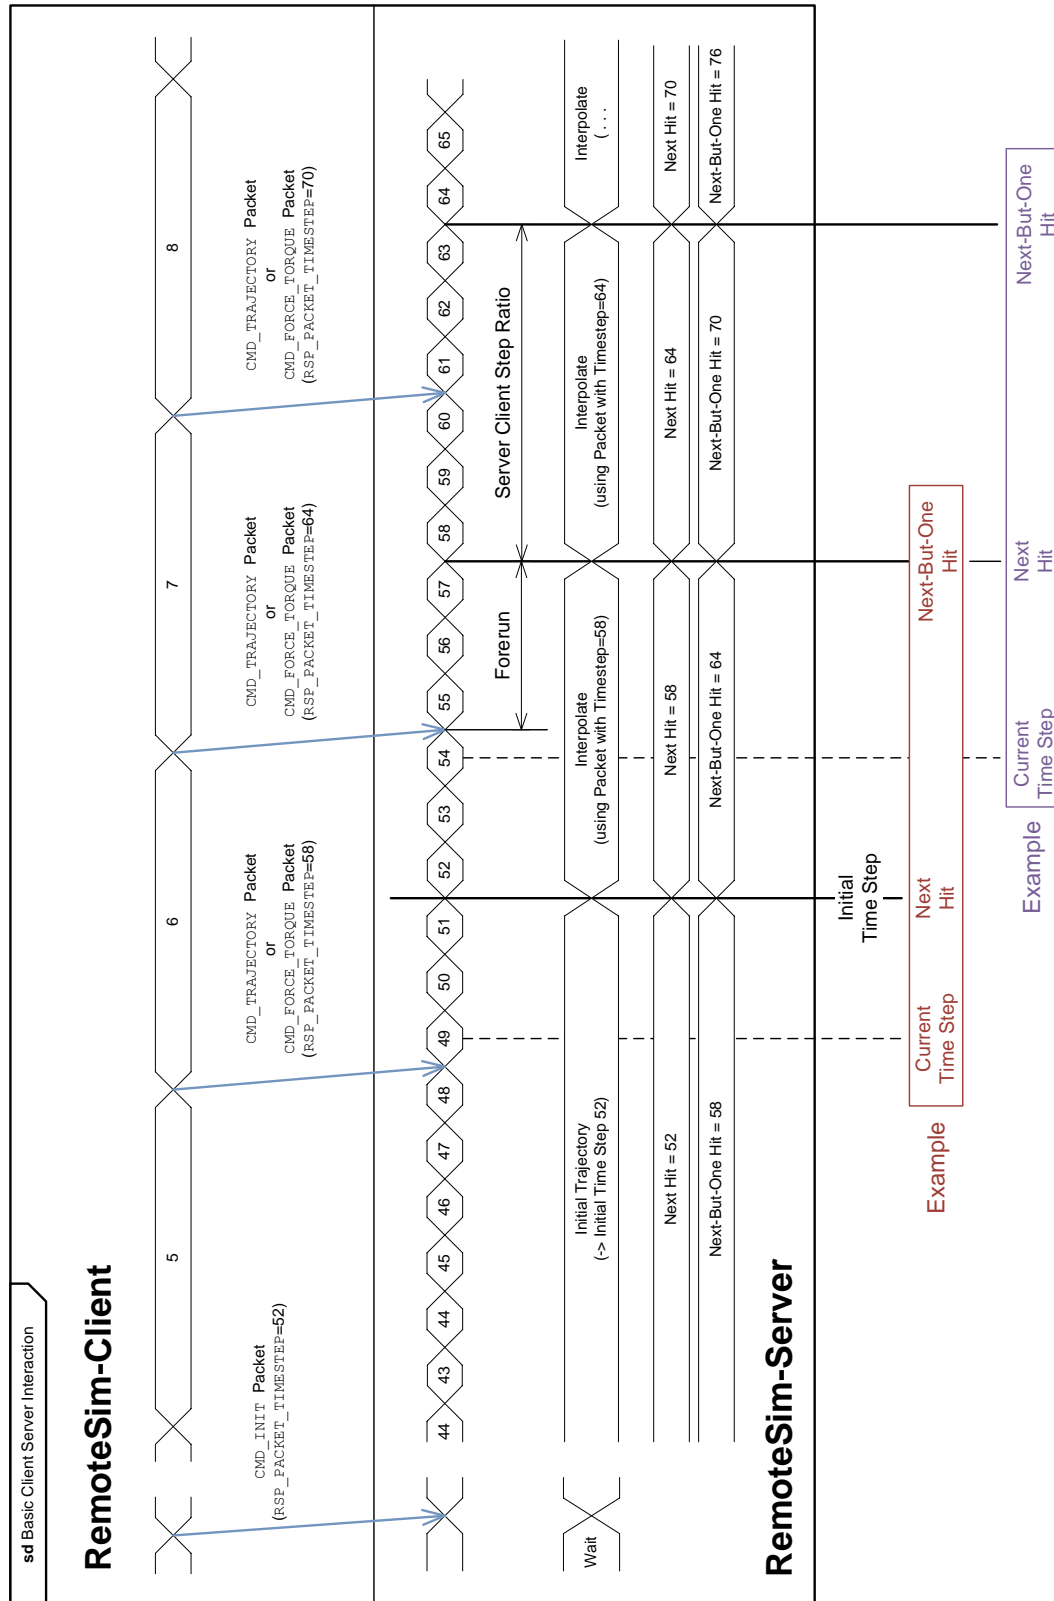 sd Basic Client Server Interaction
RemoteSim-Client
5
6
7
8
CMD_INIT Packet
(RSP_PACKET_TIMESTEP=52)
CMD_TRAJECTORY Packet
or
CMD_FORCE_TORQUE Packet
(RSP_PACKET_TIMESTEP=58)
CMD_TRAJECTORY Packet
or
CMD_FORCE_TORQUE Packet
(RSP_PACKET_TIMESTEP=64)
CMD_TRAJECTORY Packet
or
CMD_FORCE_TORQUE Packet
(RSP_PACKET_TIMESTEP=70)
44
43
44
45
46
47
48
49
50
51
52
53
54
55
56
57
58
59
60
61
62
63
64
65
Forerun
Server Client Step Ratio
Wait
Initial Trajectory
(-> Initial Time Step 52)
Interpolate
(using Packet with Timestep=58)
Interpolate
(using Packet with Timestep=64)
Interpolate
( . . .
Next Hit = 52
Next Hit = 58
Next Hit = 64
Next Hit = 70
Next-But-One Hit = 58
Next-But-One Hit = 64
Next-But-One Hit = 70
Next-But-One Hit = 76
RemoteSim-Server
Initial
Time Step
Example
Current
Time Step
Next
Hit
Next-But-One
Hit
Example
Current
Time Step
Next
Hit
Next-But-One
Hit